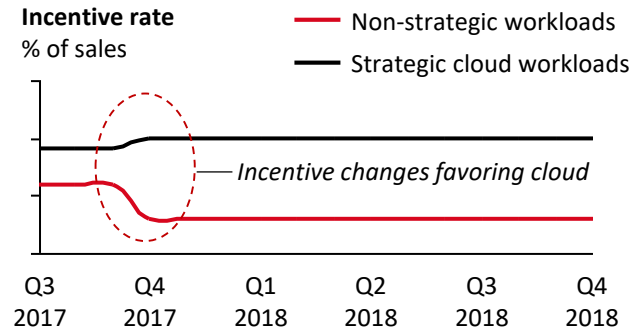 Incentive rate
% of sales
Non-strategic workloads
Strategic cloud workloads
Incentive changes favoring cloud
Q3 Q4 Q1 Q2 Q3 Q4
2017 2017 2018 2018 2018 2018